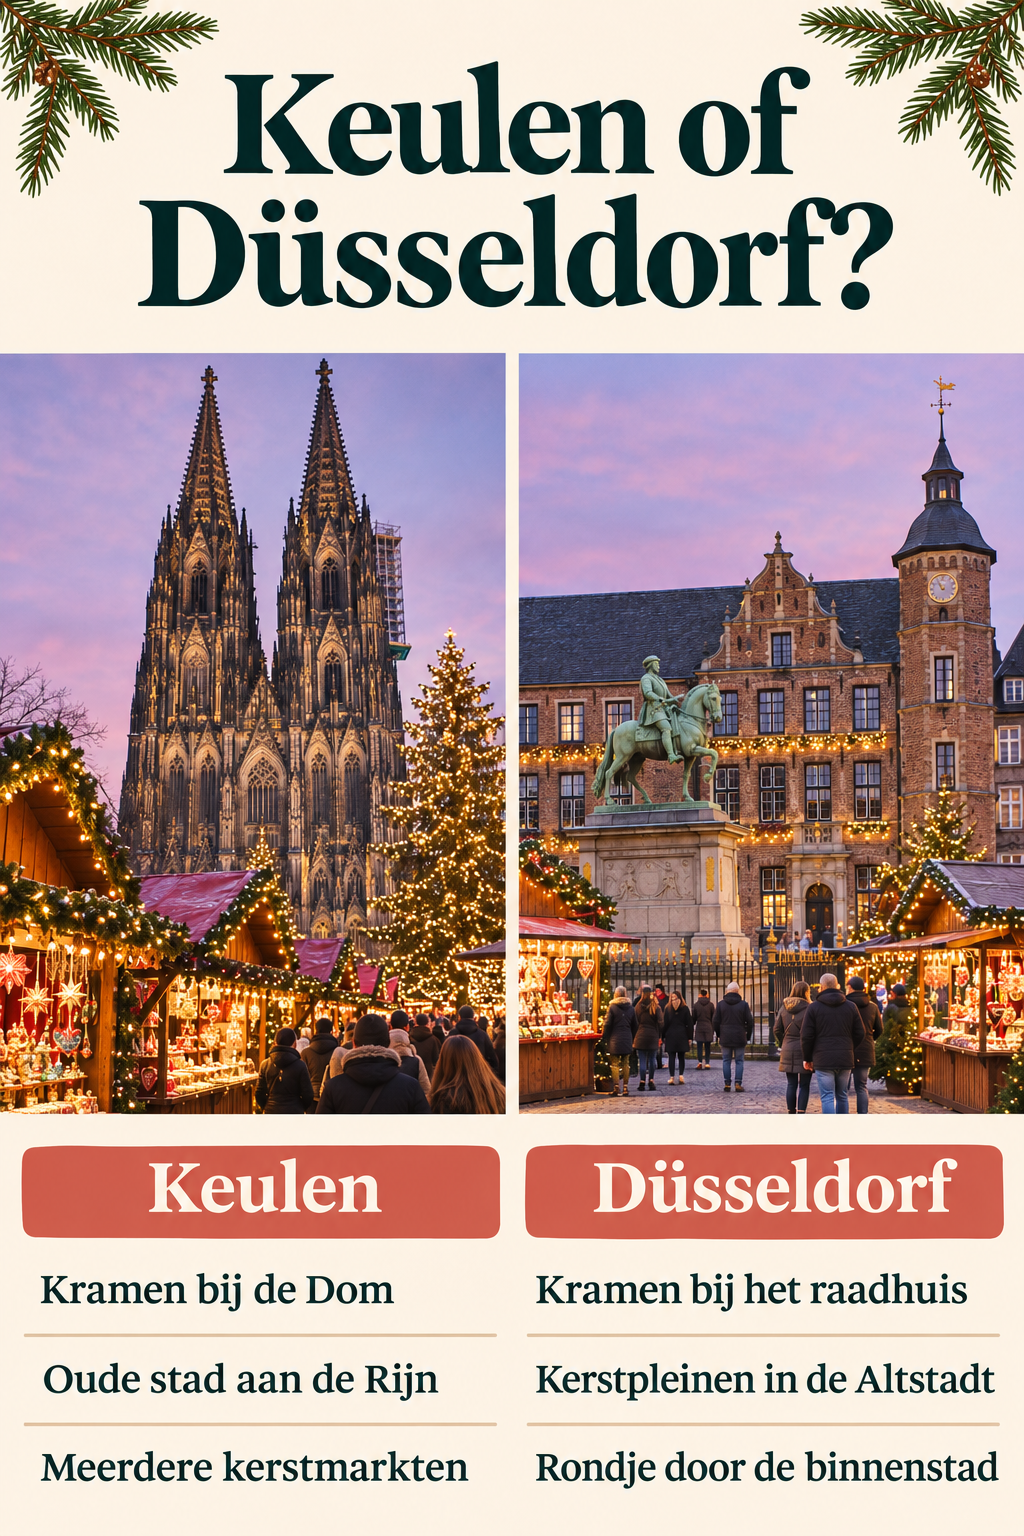 Keulen of
Düsseldorf?
Keulen
Kramen bij de Dom
Oude stad aan de Rijn
Meerdere kerstmarkten
Düsseldorf
Kramen bij het raadhuis
Kerstpleinen in de Altstadt
Rondje door de binnenstad